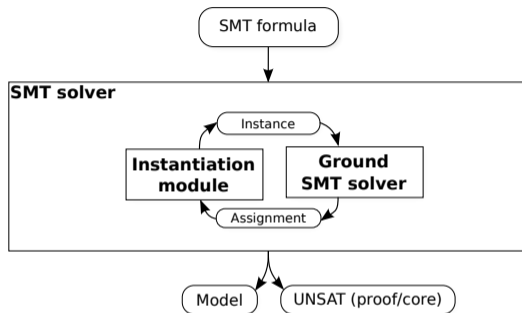 SMT formula
SMT solver
Instance
Instantiation
module
Ground
SMT solver
Assignment
Model
UNSAT (proof/core)